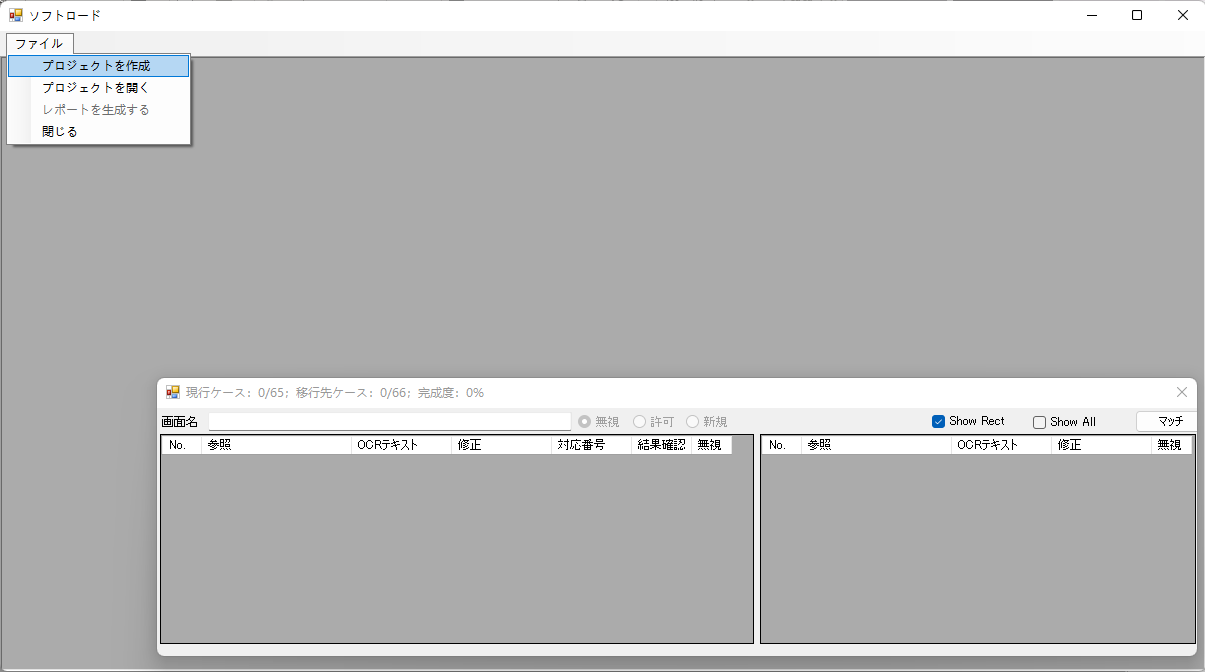 ソフトロード
ファイル
プロジェクトを作成
プロジェクトを開く
レポートを生成する
閉じる
現行ケース: 0/65; 移行先ケース: 0/66; 完成度: 0%
画面名 無視 許可 新規 Show Rect Show All マッチ
No. 参照 OCRテキスト 修正 対応番号 結果確認 無視 No. 参照 OCRテキスト 修正 無視